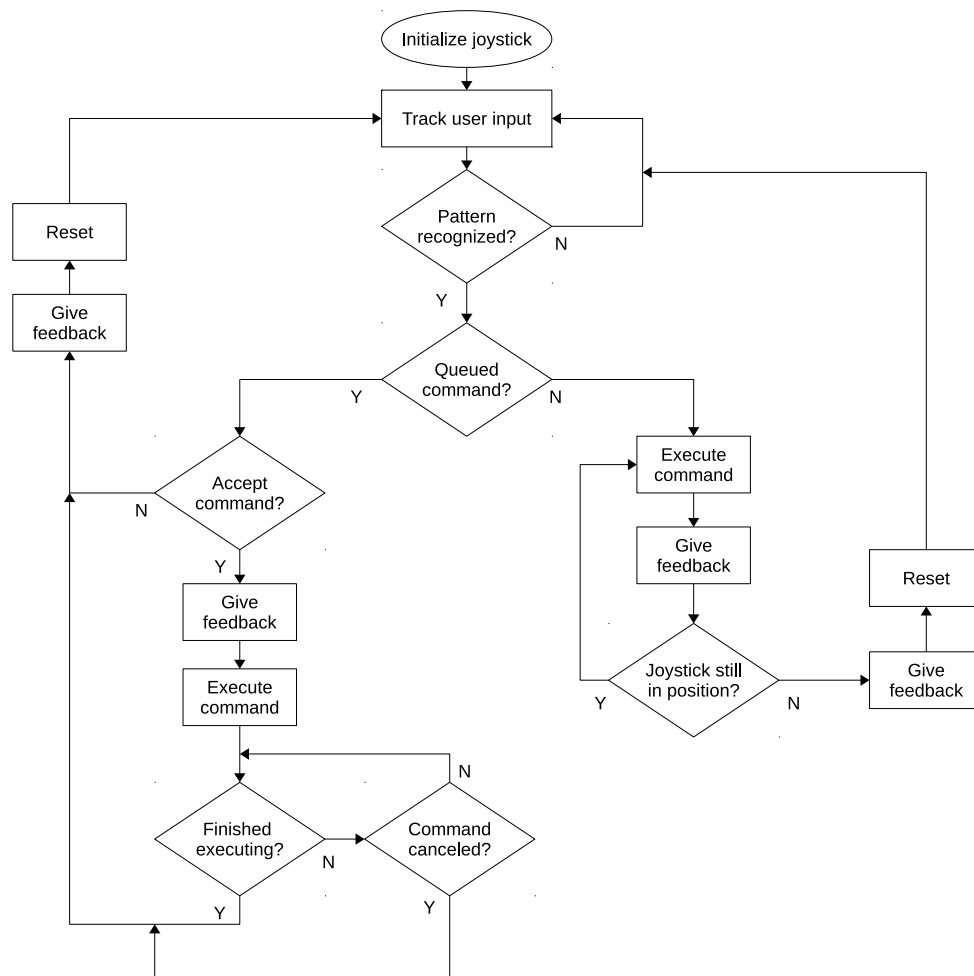 Initialize joystick
Track user input
Pattern
recognized?
N
Y
Reset
Give
feedback
Queued
command?
Y
N
Accept
command?
N
Y
Execute
command
Give
feedback
Give
feedback
Reset
Joystick still
in position?
Y
N
Give
feedback
Execute
command
N
Finished
executing?
N
Y
Command
canceled?
Y